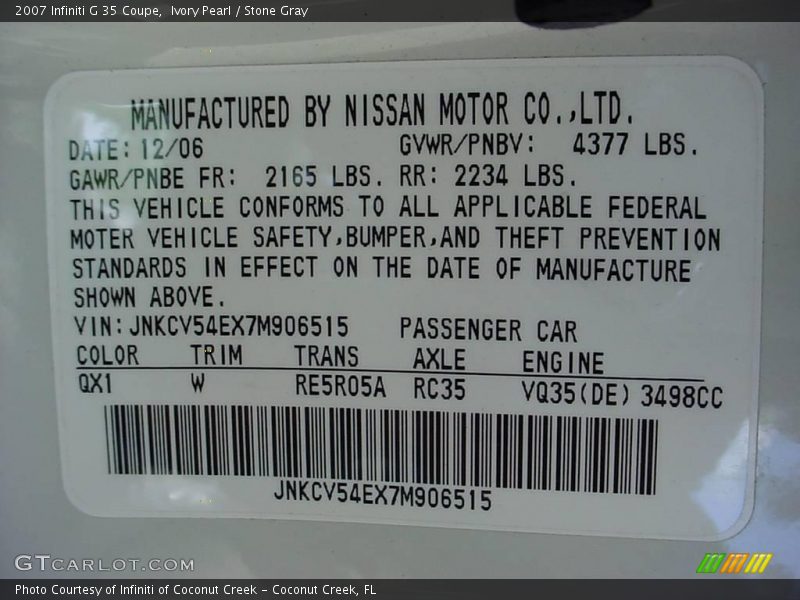 2007 Infiniti G 35 Coupe,  Ivory Pearl / Stone Gray
MANUFACTURED BY NISSAN MOTOR CO.,LTD.
DATE: 12/06 GVWR/PNBV: 4377 LBS.
GAWR/PNBE FR: 2165 LBS. RR: 2234 LBS.
THIS VEHICLE CONFORMS TO ALL APPLICABLE FEDERAL
MOTER VEHICLE SAFETY,BUMPER,AND THEFT PREVENTION
STANDARDS IN EFFECT ON THE DATE OF MANUFACTURE
SHOWN ABOVE.
VIN: JNKCV54EX7M906515 PASSENGER CAR
COLOR TRIM TRANS AXLE ENGINE
QX1 W RE5R05A RC35 VQ35(DE) 3498CC
JNKCV54EX7M906515
GTCARLOT.COM
Photo Courtesy of Infiniti of Coconut Creek – Coconut Creek, FL